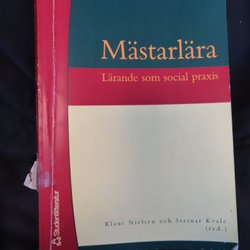 Mästarlära
Lärande som social praxis
Klaus Nielsen och Steinar Kvale
(red.)
Studentlitteratur